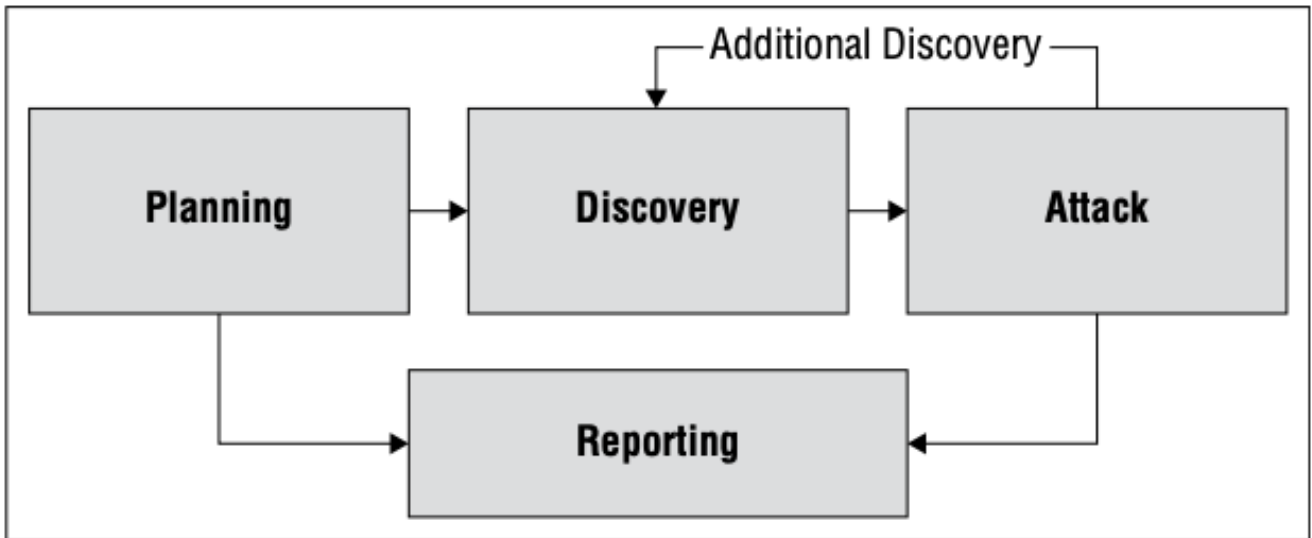 Additional Discovery
Planning
Discovery
Attack
Reporting